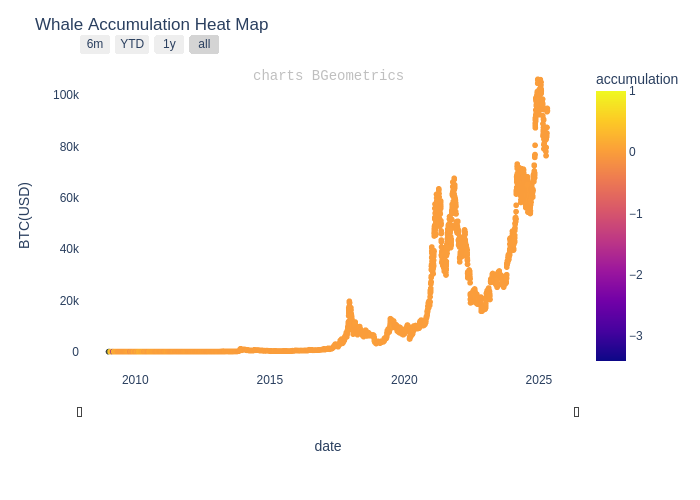 Whale Accumulation Heat Map
6m YTD 1y all
charts BGeometrics
accumulation
1
0
−1
−2
−3
BTC(USD)
100k
80k
60k
40k
20k
0
2010 2015 2020 2025
date